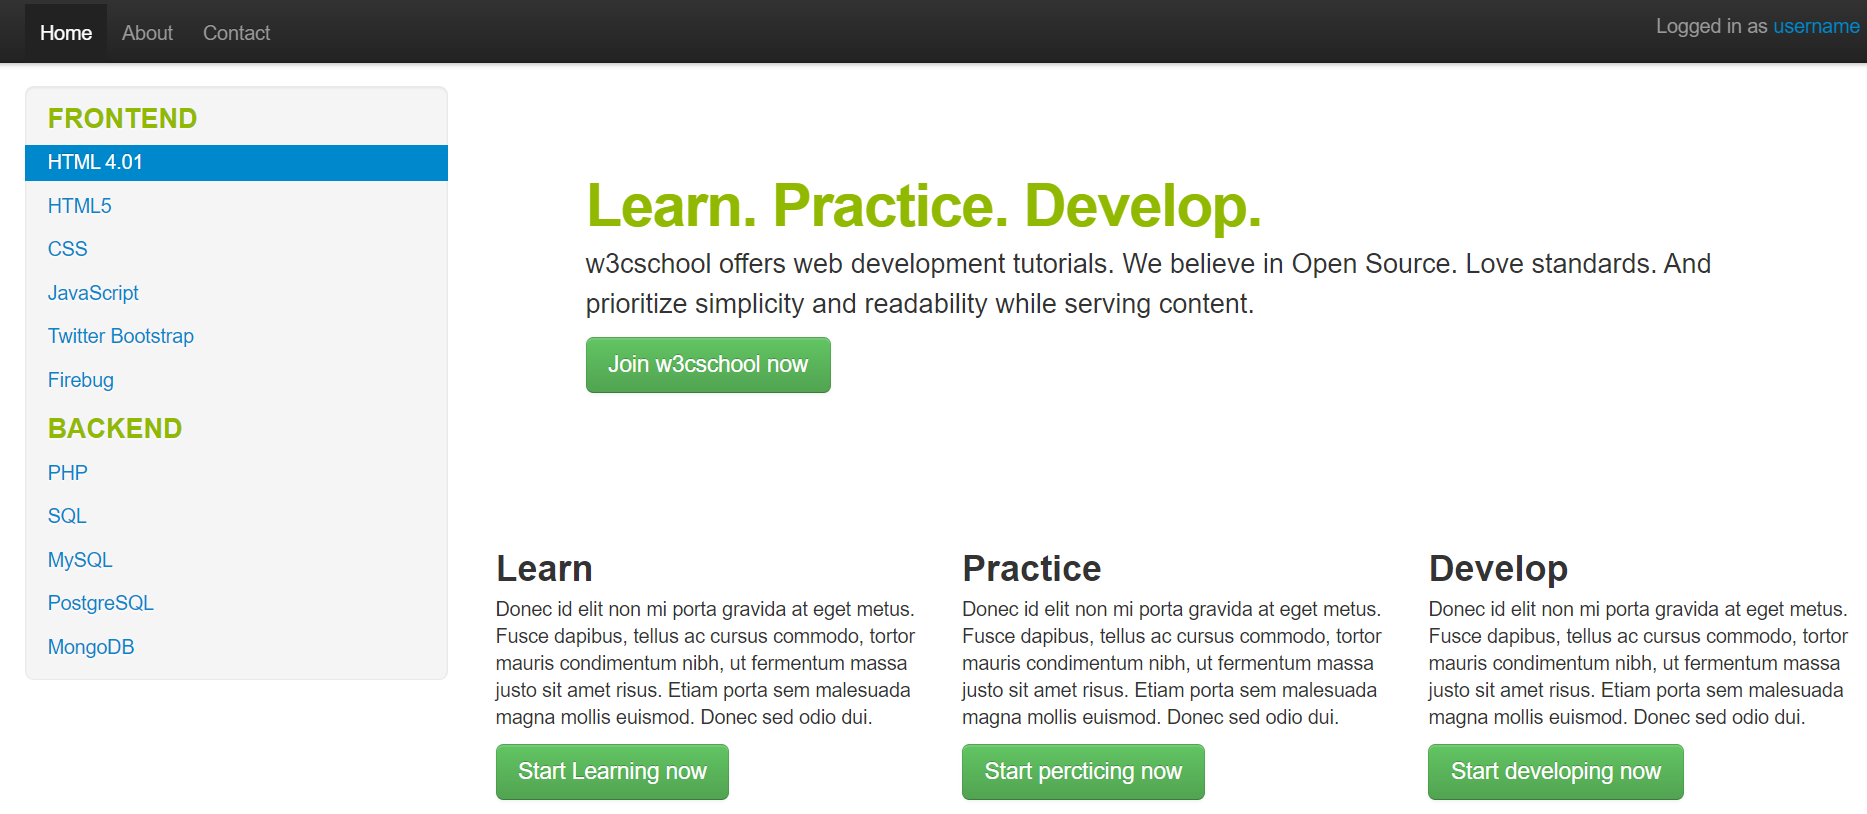 Home About Contact
Logged in as username
FRONTEND
HTML 4.01
HTML5
CSS
JavaScript
Twitter Bootstrap
Firebug
BACKEND
PHP
SQL
MySQL
PostgreSQL
MongoDB
Learn. Practice. Develop.
w3cschool offers web development tutorials. We believe in Open Source. Love standards. And
prioritize simplicity and readability while serving content.
Join w3cschool now
Learn
Donec id elit non mi porta gravida at eget metus.
Fusce dapibus, tellus ac cursus commodo, tortor
mauris condimentum nibh, ut fermentum massa
justo sit amet risus. Etiam porta sem malesuada
magna mollis euismod. Donec sed odio dui.
Start Learning now
Practice
Donec id elit non mi porta gravida at eget metus.
Fusce dapibus, tellus ac cursus commodo, tortor
mauris condimentum nibh, ut fermentum massa
justo sit amet risus. Etiam porta sem malesuada
magna mollis euismod. Donec sed odio dui.
Start percticing now
Develop
Donec id elit non mi porta gravida at eget metus.
Fusce dapibus, tellus ac cursus commodo, tortor
mauris condimentum nibh, ut fermentum massa
justo sit amet risus. Etiam porta sem malesuada
magna mollis euismod. Donec sed odio dui.
Start developing now